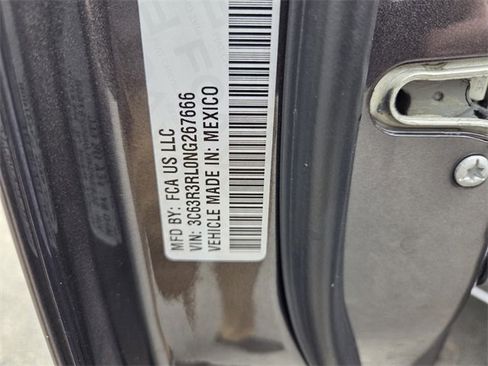 MFD BY: FCA US LLC
VIN: 3C63R3RL0NG267666
VEHICLE MADE IN: MEXICO